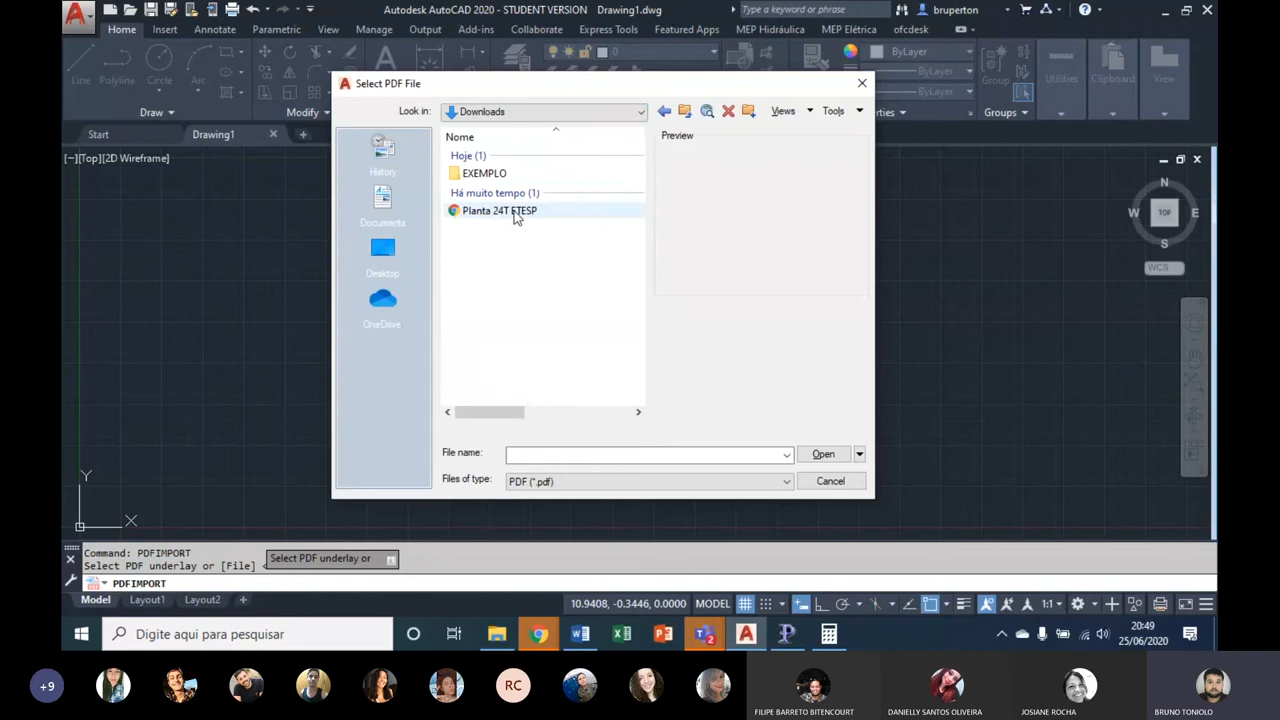 Autodesk AutoCAD 2020 - STUDENT VERSION Drawing1.dwg
Type a keyword or phrase
bruperton
Home Insert Annotate Parametric View Manage Output Add-ins Collaborate Express Tools Featured Apps MEP Hidráulica MEP Elétrica ofcdesk
Line Polyline Circle Arc
0
ByLayer
ByLayer
ByLayer
Group
Utilities Clipboard View
Draw
Modify
Groups
Start Drawing1
[−][Top][2D Wireframe]
Select PDF File
Look in: Downloads
Views Tools
Nome
Preview
Hoje (1)
EXEMPLO
Há muito tempo (1)
Planta 24T ETESP
History
Documents
Desktop
OneDrive
File name: Open
Files of type: PDF (*.pdf) Cancel
N
W TOP E
S
WCS
Y
X
Command: PDFIMPORT
Select PDF underlay or [File] <
Select PDF underlay or
PDFIMPORT
Model Layout1 Layout2
10.9408, -0.3446, 0.0000 MODEL 1:1
Digite aqui para pesquisar
20:49
25/06/2020
+9
RC
FILIPE BARRETO BITENCOURT DANIELLY SANTOS OLIVEIRA JOSIANE ROCHA BRUNO TONIOLO